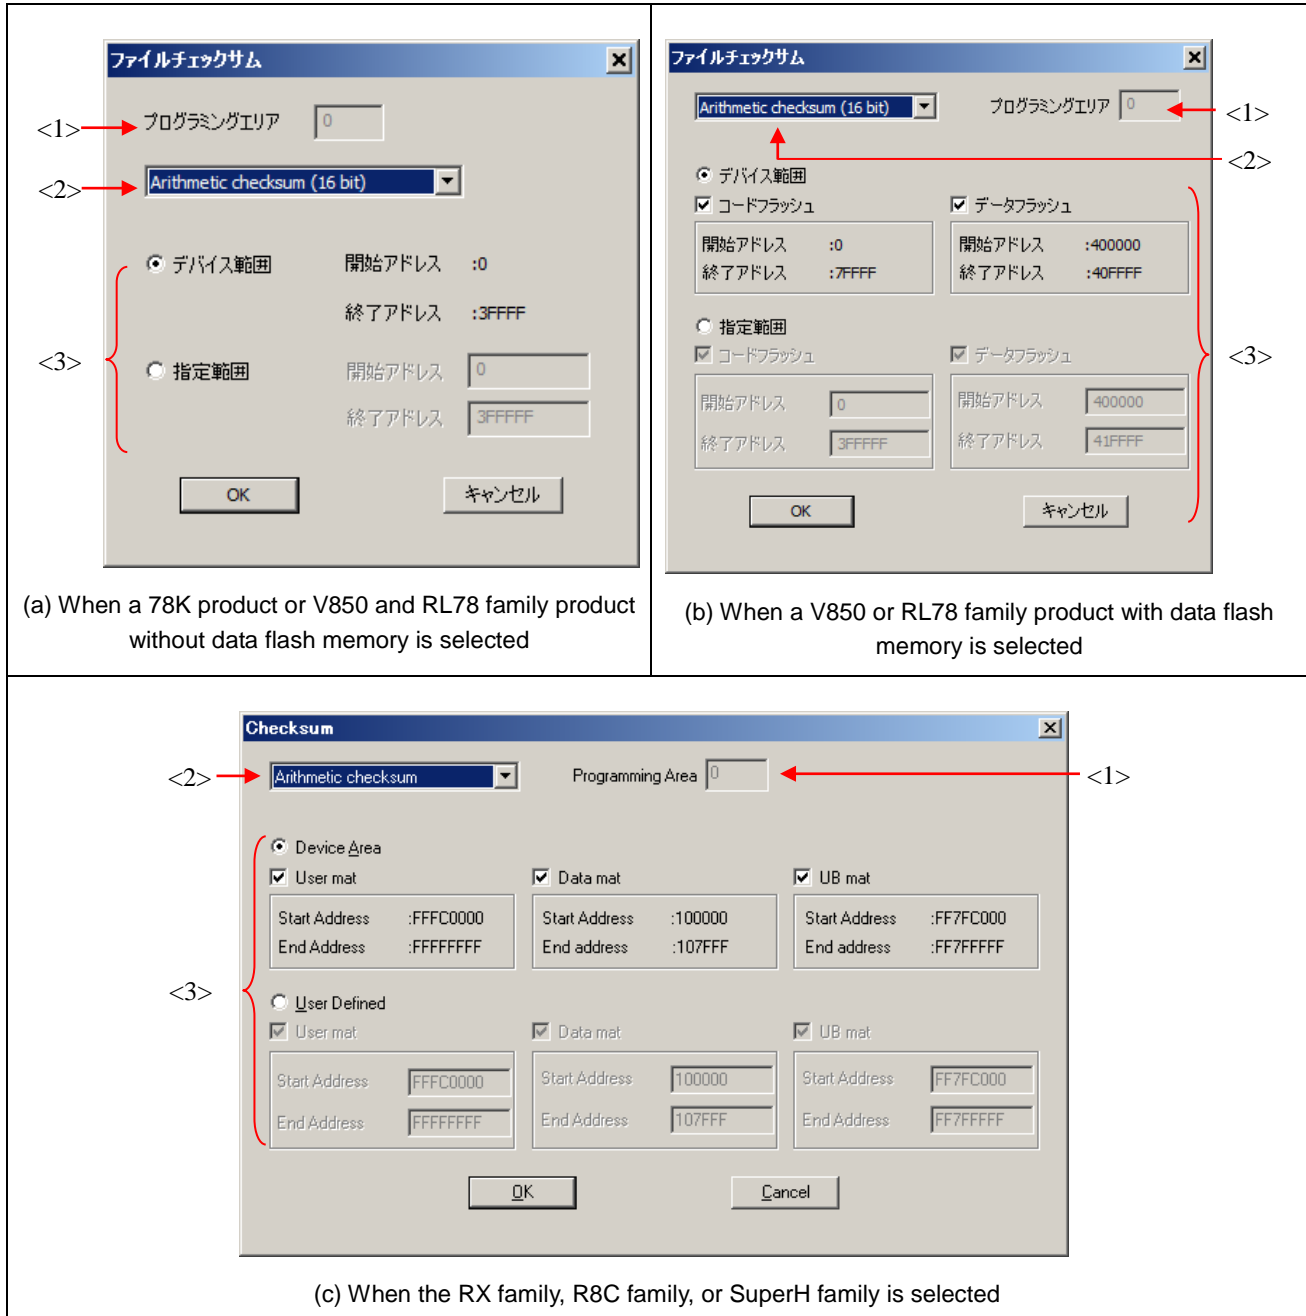 ファイルチェックサム
<1>
プログラミングエリア 0
<2>
Arithmetic checksum (16 bit)
<3>
デバイス範囲 開始アドレス :0
終了アドレス :3FFFF
指定範囲 開始アドレス 0
終了アドレス 3FFFFF
OK キャンセル
(a) When a 78K product or V850 and RL78 family product
without data flash memory is selected
ファイルチェックサム
Arithmetic checksum (16 bit) プログラミングエリア 0
<1>
<2>
デバイス範囲
コードフラッシュ データフラッシュ
開始アドレス :0 開始アドレス :400000
終了アドレス :7FFFF 終了アドレス :40FFFF
指定範囲
<3>
コードフラッシュ データフラッシュ
開始アドレス 0 開始アドレス 400000
終了アドレス 3FFFFF 終了アドレス 41FFFF
OK キャンセル
(b) When a V850 or RL78 family product with data flash
memory is selected
Checksum
<2> Arithmetic checksum Programming Area 0 <1>
Device Area
User mat Data mat UB mat
Start Address :FFFC0000 Start Address :100000 Start Address :FF7FC000
End Address :FFFFFFFF End address :107FFF End address :FF7FFFFF
<3>
User Defined
User mat Data mat UB mat
Start Address FFFC0000 Start Address 100000 Start Address FF7FC000
End Address FFFFFFFF End Address 107FFF End Address FF7FFFFF
OK Cancel
(c) When the RX family, R8C family, or SuperH family is selected